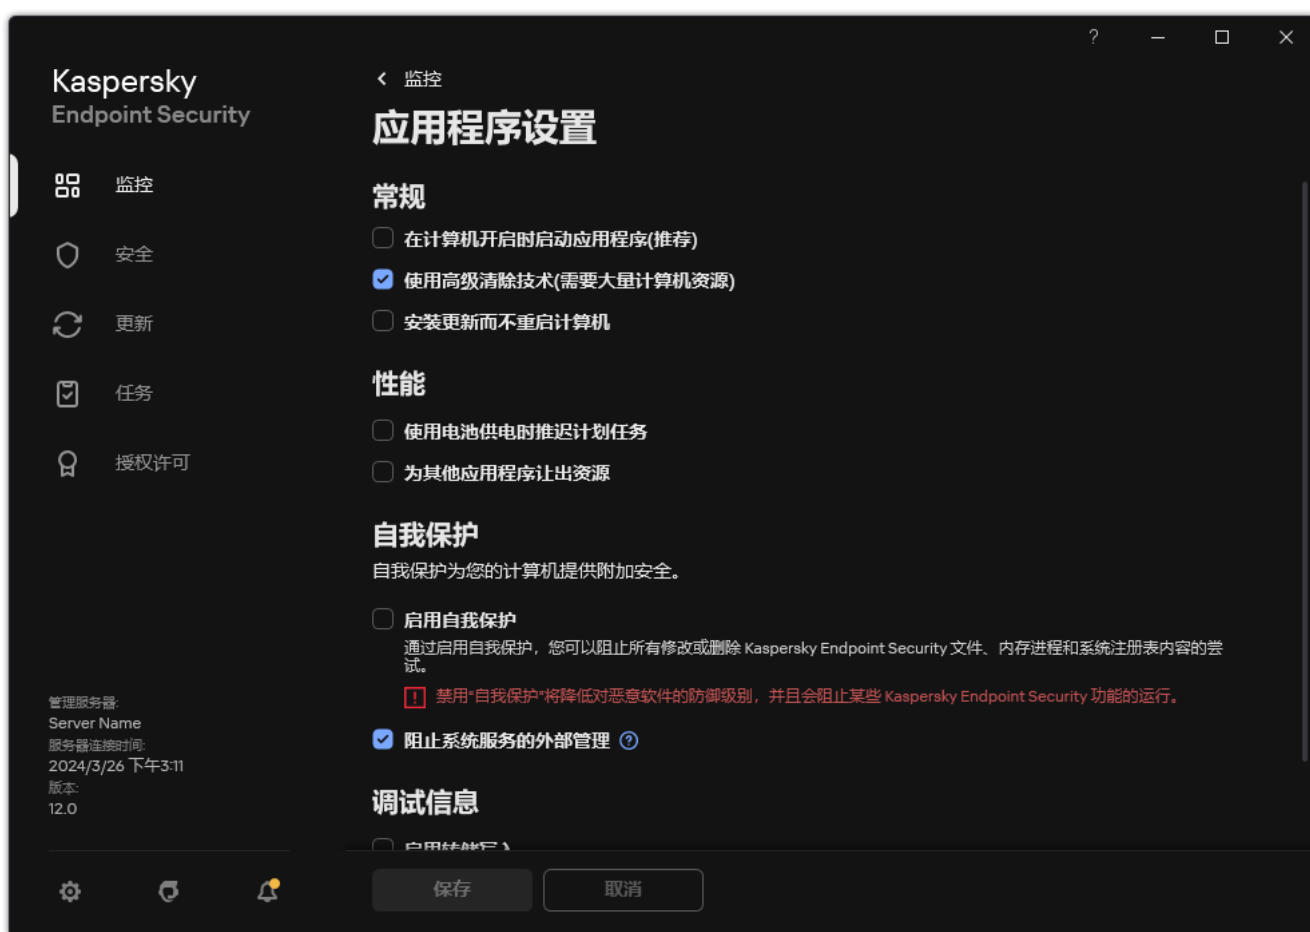 ?
Kaspersky
Endpoint Security
监控
安全
更新
任务
授权许可
管理服务器:
Server Name
服务器连接时间:
2024/3/26 下午3:11
版本:
12.0
监控
应用程序设置
常规
在计算机开启时启动应用程序(推荐)
使用高级清除技术(需要大量计算机资源)
安装更新而不重启计算机
性能
使用电池供电时推迟计划任务
为其他应用程序让出资源
自我保护
自我保护为您的计算机提供附加安全。
启用自我保护
通过启用自我保护，您可以阻止所有修改或删除 Kaspersky Endpoint Security 文件、内存进程和系统注册表内容的尝
试。
禁用“自我保护”将降低对恶意软件的防御级别，并且会阻止某些 Kaspersky Endpoint Security 功能的运行。
阻止系统服务的外部管理 ?
调试信息
启用转储写入
保存
取消